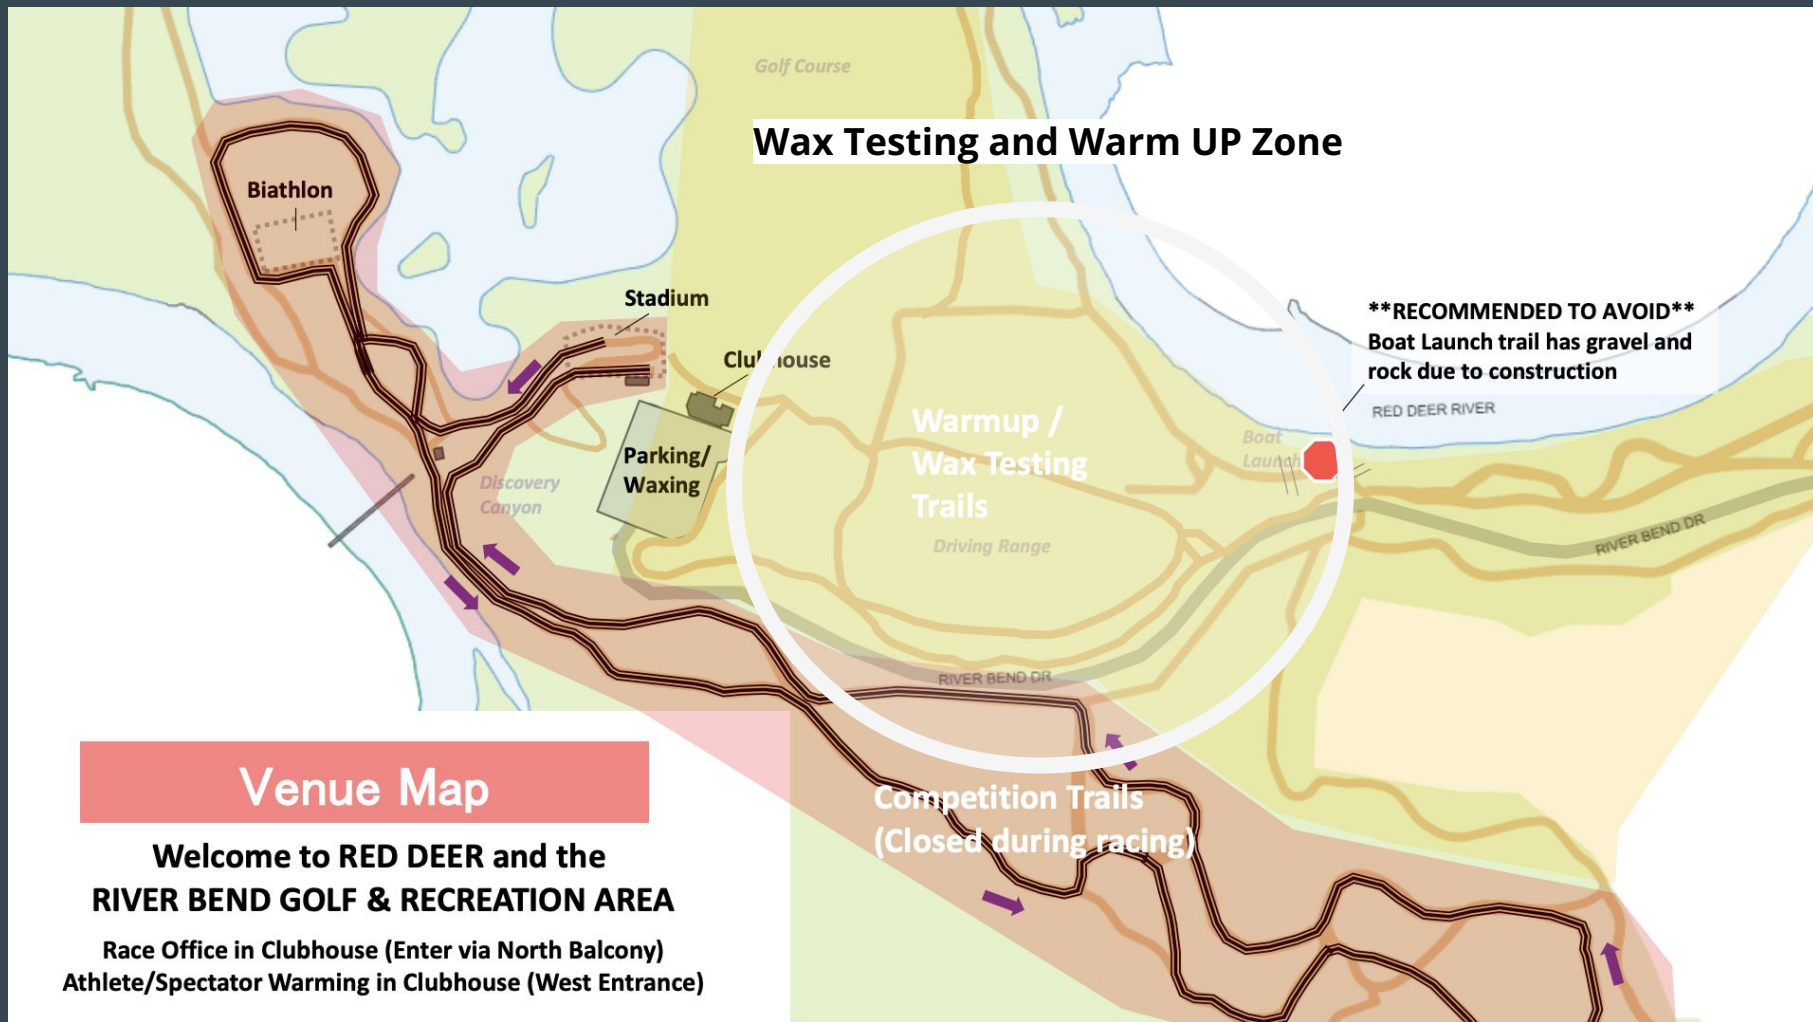 Golf Course
Wax Testing and Warm UP Zone
Biathlon
Stadium
Clubhouse
**RECOMMENDED TO AVOID**
Boat Launch trail has gravel and
rock due to construction
RED DEER RIVER
Warmup /
Wax Testing
Trails
Boat
Launch
Parking/
Waxing
Discovery
Canyon
Driving Range
RIVER BEND DR
RIVER BEND DR
Competition Trails
(Closed during racing)
Venue Map
Welcome to RED DEER and the
RIVER BEND GOLF & RECREATION AREA
Race Office in Clubhouse (Enter via North Balcony)
Athlete/Spectator Warming in Clubhouse (West Entrance)